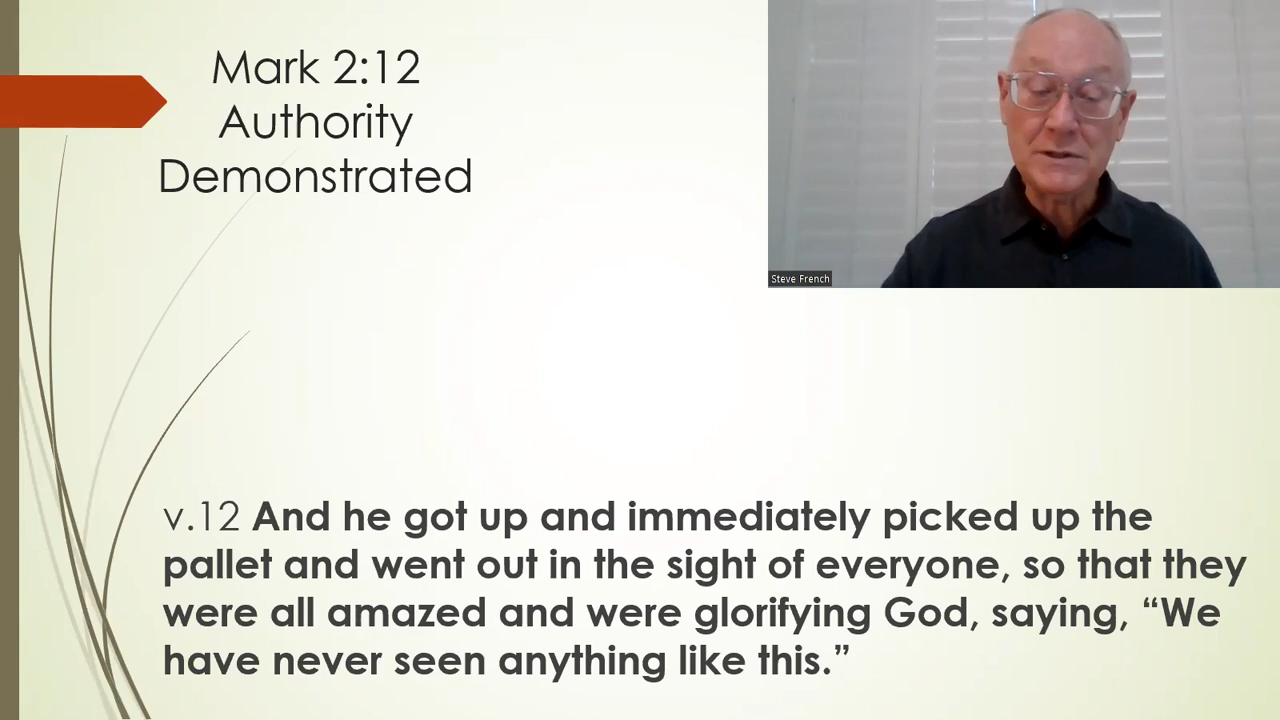 Mark 2:12
Authority
Demonstrated
Steve French
v.12 And he got up and immediately picked up the
pallet and went out in the sight of everyone, so that they
were all amazed and were glorifying God, saying, “We
have never seen anything like this.”